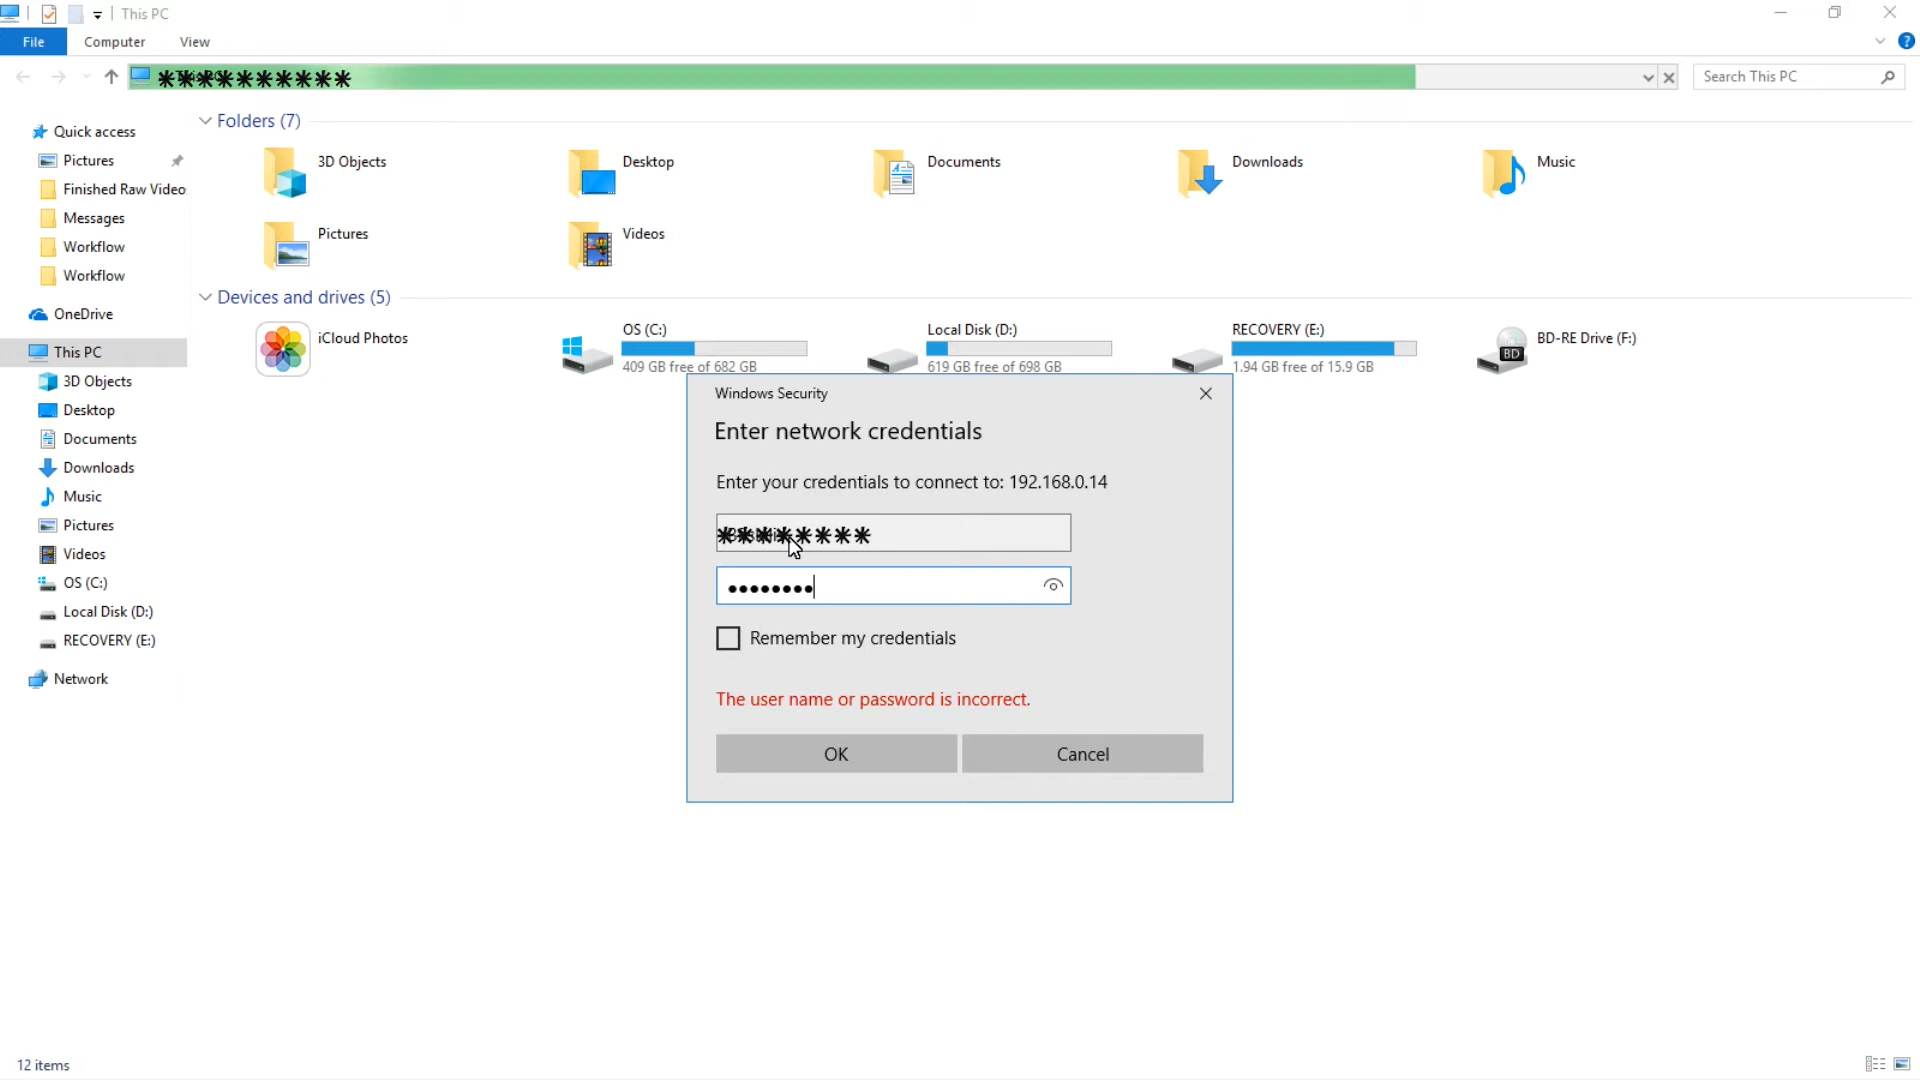 This PC
File Computer View
**********
Search This PC
Quick access
Pictures
Finished Raw Video
Messages
Workflow
Workflow
OneDrive
This PC
3D Objects
Desktop
Documents
Downloads
Music
Pictures
Videos
OS (C:)
Local Disk (D:)
RECOVERY (E:)
Network
Folders (7)
3D Objects
Desktop
Documents
Downloads
Music
Pictures
Videos
Devices and drives (5)
iCloud Photos
OS (C:)
409 GB free of 682 GB
Local Disk (D:)
619 GB free of 698 GB
RECOVERY (E:)
1.94 GB free of 15.9 GB
BD
BD-RE Drive (F:)
Windows Security
Enter network credentials
Enter your credentials to connect to: 192.168.0.14
********
●●●●●●●●
Remember my credentials
The user name or password is incorrect.
OK Cancel
12 items